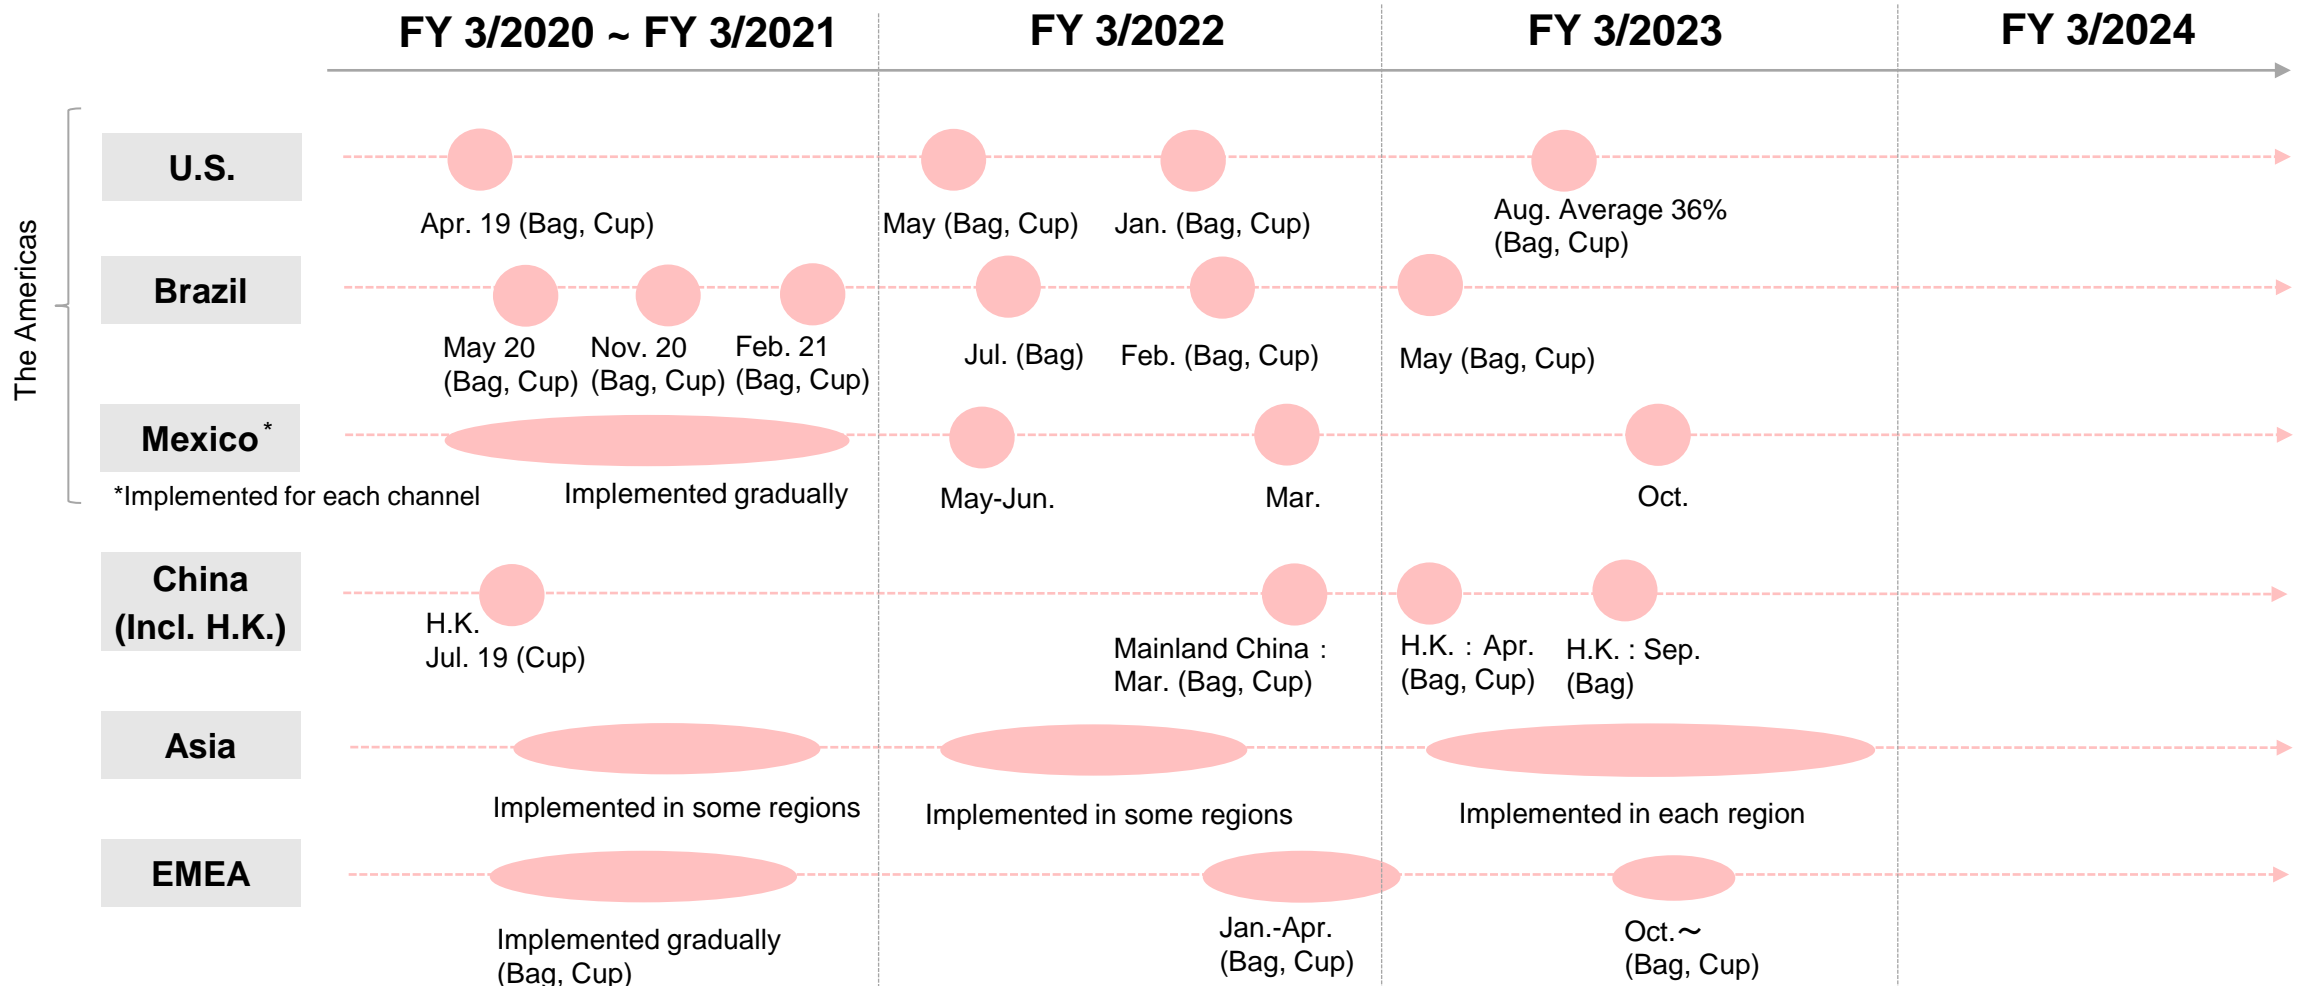 FY 3/2020 ~ FY 3/2021
FY 3/2022
FY 3/2023
FY 3/2024
The Americas
U.S.
Apr. 19 (Bag, Cup)
May (Bag, Cup)
Jan. (Bag, Cup)
Aug. Average 36%
(Bag, Cup)
Brazil
May 20
(Bag, Cup)
Nov. 20
(Bag, Cup)
Feb. 21
(Bag, Cup)
Jul. (Bag)
Feb. (Bag, Cup)
May (Bag, Cup)
Mexico*
*Implemented for each channel
Implemented gradually
May-Jun.
Mar.
Oct.
China
(Incl. H.K.)
H.K.
Jul. 19 (Cup)
Mainland China :
Mar. (Bag, Cup)
H.K. : Apr.
(Bag, Cup)
H.K. : Sep.
(Bag)
Asia
Implemented in some regions
Implemented in some regions
Implemented in each region
EMEA
Implemented gradually
(Bag, Cup)
Jan.-Apr.
(Bag, Cup)
Oct.～
(Bag, Cup)